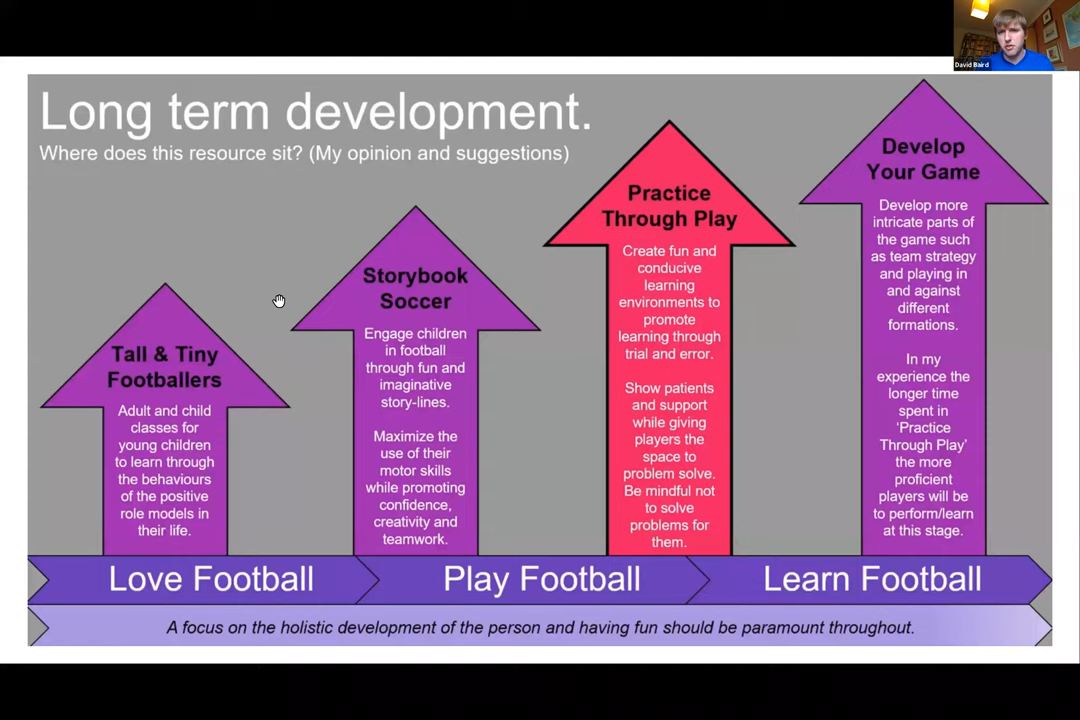 David Baird
Long term development.
Where does this resource sit? (My opinion and suggestions)
Tall & Tiny
Footballers
Adult and child
classes for
young children
to learn through
the behaviours
of the positive
role models in
their life.
Storybook
Soccer
Engage children
in football
through fun and
imaginative
story-lines.
Maximize the
use of their
motor skills
while promoting
confidence,
creativity and
teamwork.
Practice
Through Play
Create fun and
conducive
learning
environments to
promote
learning through
trial and error.
Show patients
and support
while giving
players the
space to
problem solve.
Be mindful not
to solve
problems for
them.
Develop
Your Game
Develop more
intricate parts of
the game such
as team strategy
and playing in
and against
different
formations.
In my
experience the
longer time
spent in
‘Practice
Through Play’
the more
proficient
players will be
to perform/learn
at this stage.
Love Football
Play Football
Learn Football
A focus on the holistic development of the person and having fun should be paramount throughout.